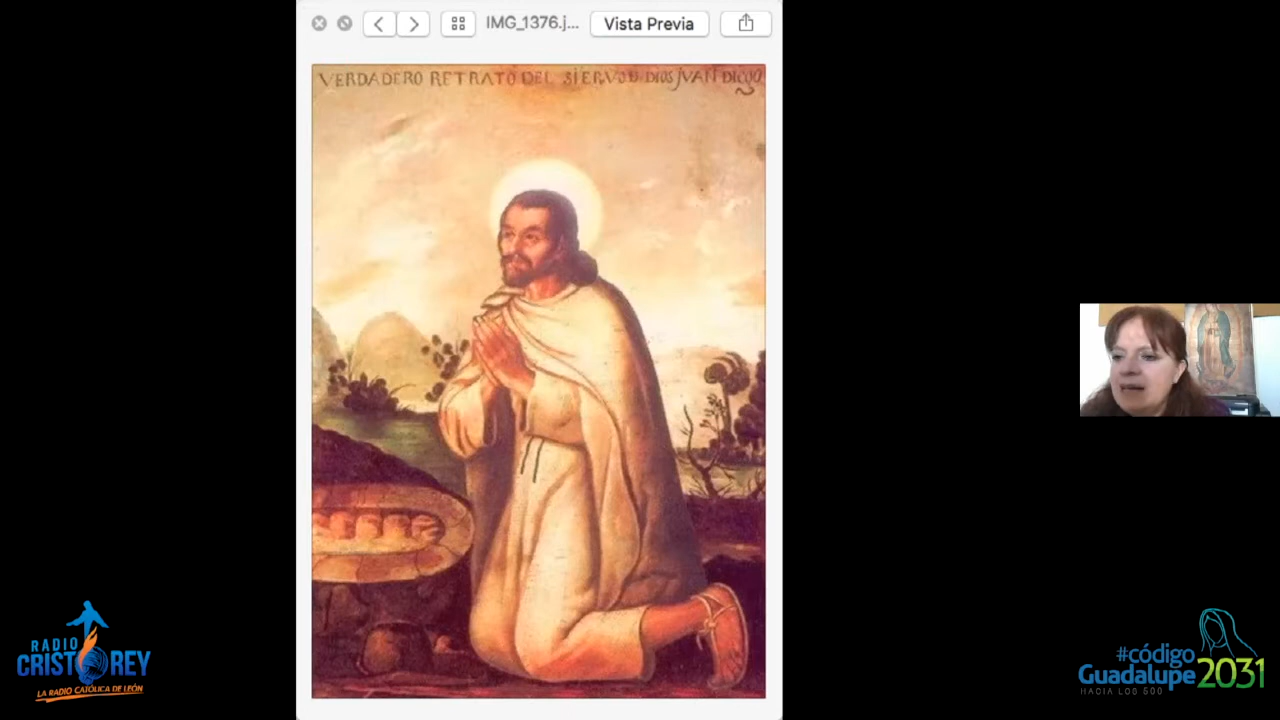 IMG_1376.j...
Vista Previa
VERDADERO RETRATO DEL SIERVO D DIOS JVAN DIEGO
RADIO
CRISTO REY
LA RADIO CATÓLICA DE LEÓN
#código
Guadalupe 2031
HACIA LOS 500